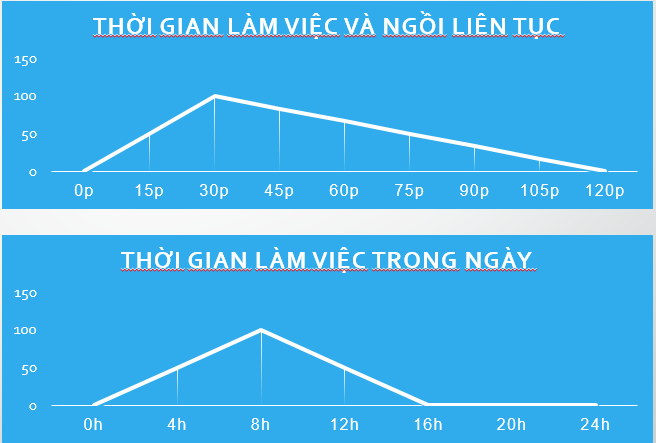 THỜI GIAN LÀM VIỆC VÀ NGỒI LIÊN TỤC
150
100
50
0
0p 15p 30p 45p 60p 75p 90p 105p 120p
THỜI GIAN LÀM VIỆC TRONG NGÀY
150
100
50
0
0h 4h 8h 12h 16h 20h 24h